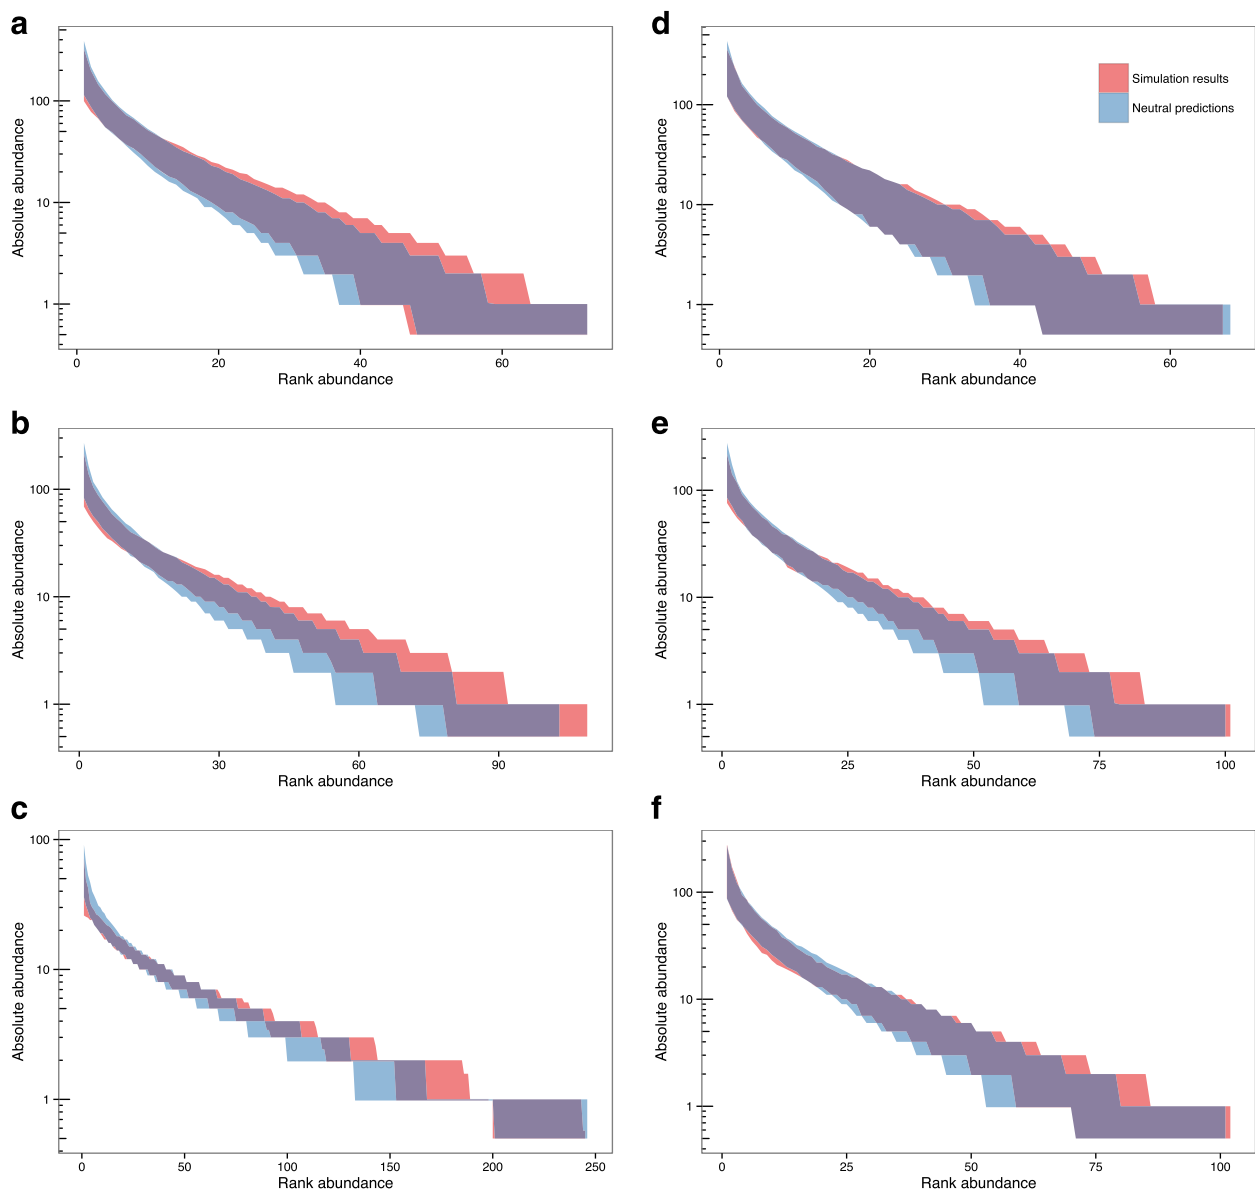 a
Absolute abundance
100
10
1
0 20 40 60
Rank abundance
d
Absolute abundance
100
10
1
0 20 40 60
Rank abundance
Simulation results
Neutral predictions
b
Absolute abundance
100
10
1
0 30 60 90
Rank abundance
e
Absolute abundance
100
10
1
0 25 50 75 100
Rank abundance
c
Absolute abundance
100
10
1
0 50 100 150 200 250
Rank abundance
f
Absolute abundance
100
10
1
0 25 50 75 100
Rank abundance